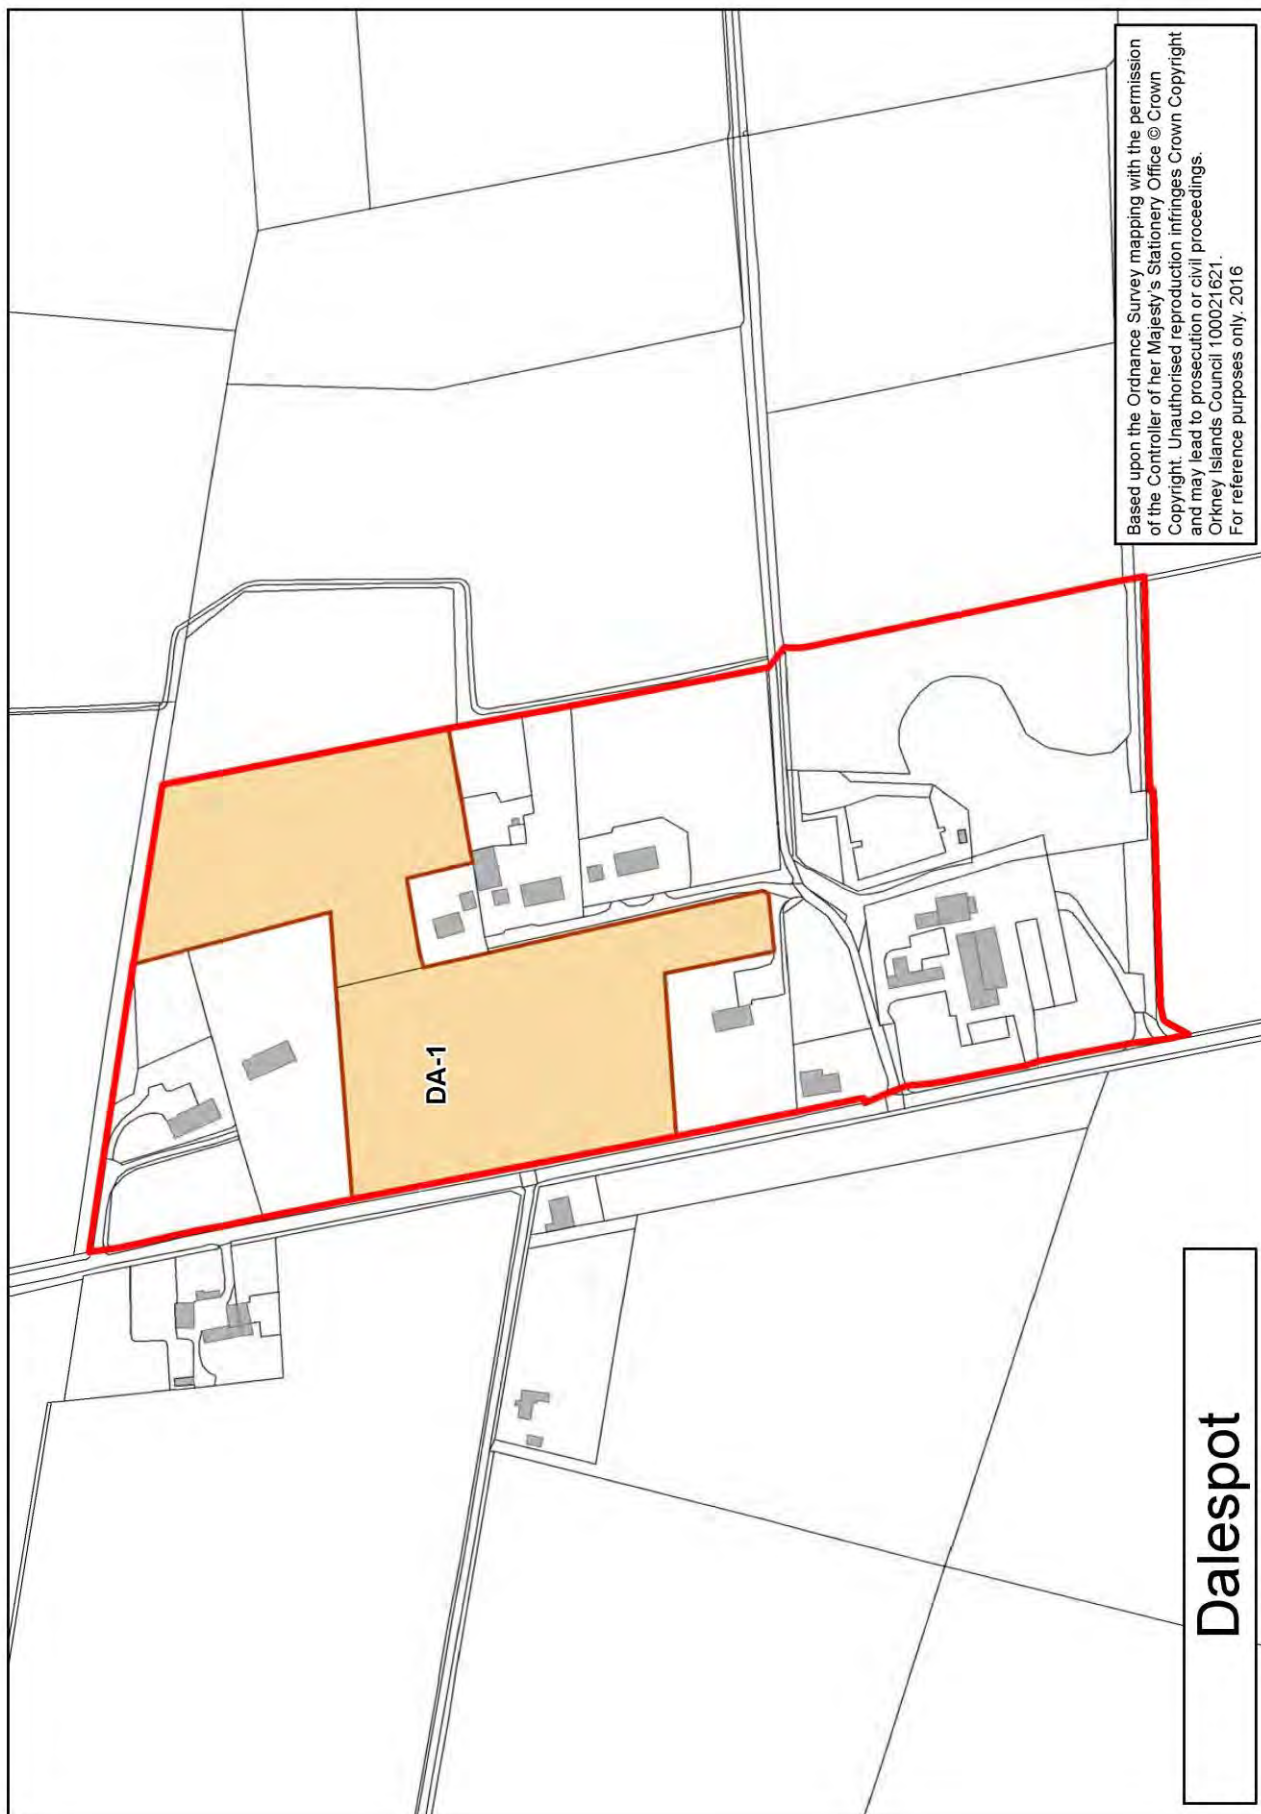 Dalespot
DA-1
Based upon the Ordnance Survey mapping with the permission
of the Controller of her Majesty's Stationery Office © Crown
Copyright. Unauthorised reproduction infringes Crown Copyright
and may lead to prosecution or civil proceedings.
Orkney Islands Council 100021621.
For reference purposes only. 2016